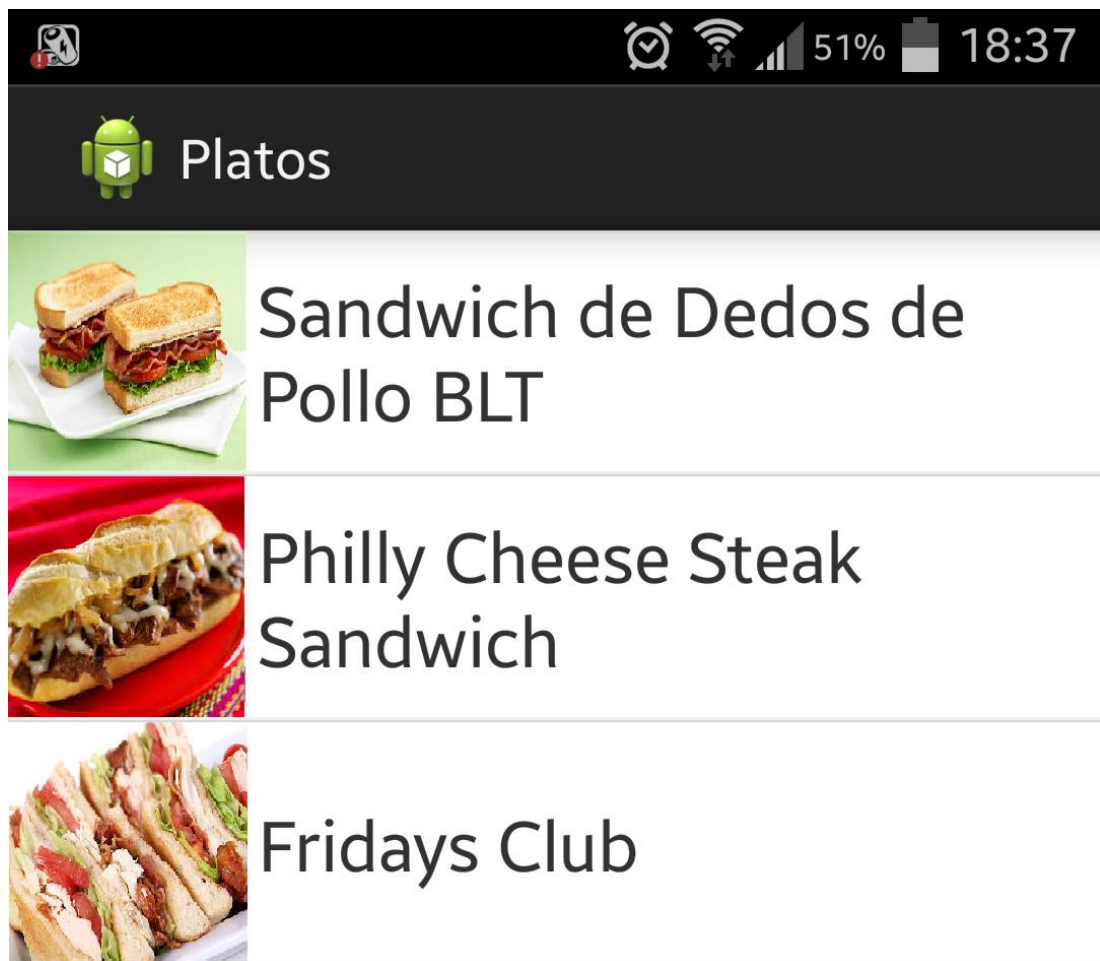 51% 18:37
Platos
Sandwich de Dedos de
Pollo BLT
Philly Cheese Steak
Sandwich
Fridays Club